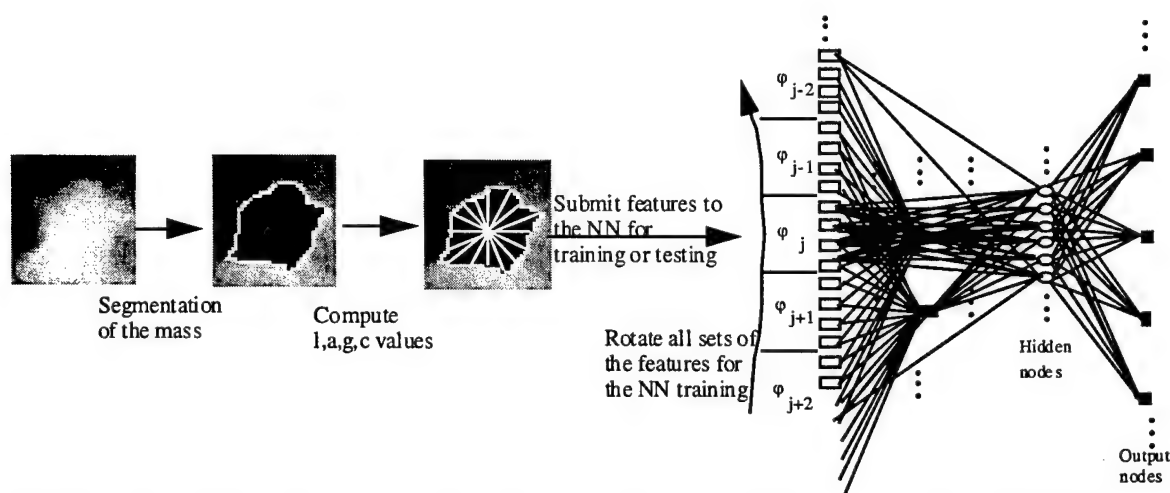 Segmentation
of the mass
Compute
l,a,g,c values
Submit features to
the NN for
training or testing
Rotate all sets of
the features for
the NN training
φ j-2
φ j-1
φ j
φ j+1
φ j+2
Hidden
nodes
Output
nodes